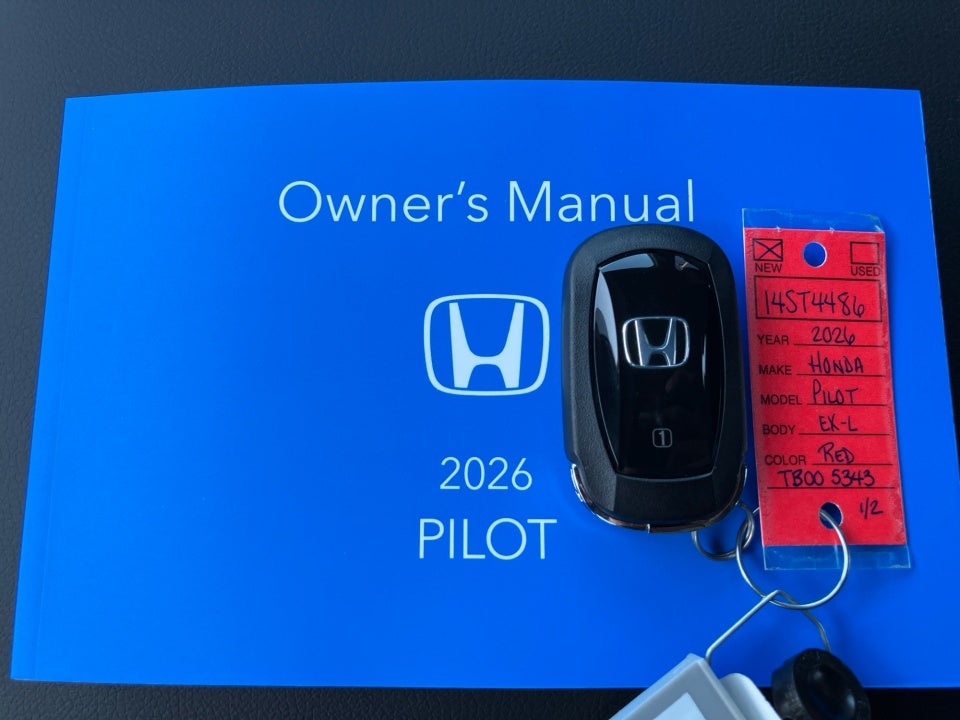 Owner's Manual
2026
PILOT
1
NEW USED
14ST4486
YEAR 2026
MAKE HONDA
MODEL PILOT
BODY EX-L
COLOR RED
TB00 5343
1/2